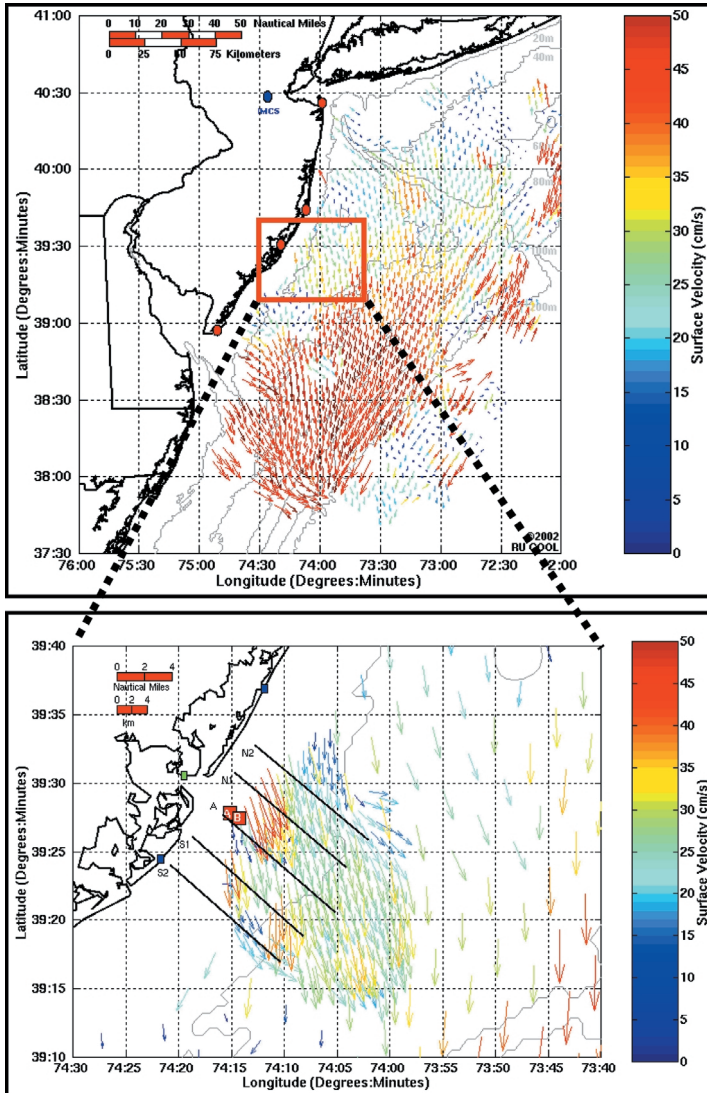 41:00
0 10 20 30 40 50 Nautical Miles
0 25 50 75 Kilometers
20m
40m
40:30
MCS
60
40:00
80m
39:30
100m
39:00
200m
38:30
38:00
37:30
©2002
RU COOL
76:00 75:30 75:00 74:30 74:00 73:30 73:00 72:30 72:00
Longitude (Degrees:Minutes)
Latitude (Degrees:Minutes)
50
45
40
35
30
25
20
15
10
5
0
Surface Velocity (cm/s)
39:40
0 2 4
Nautical Miles
0 2 4
km
39:35
N2
39:30
N1
A
A B
39:25
S1
S2
39:20
39:15
39:10
74:30 74:25 74:20 74:15 74:10 74:05 74:00 73:55 73:50 73:45 73:40
Longitude (Degrees:Minutes)
Latitude (Degrees:Minutes)
50
45
40
35
30
25
20
15
10
5
0
Surface Velocity (cm/s)